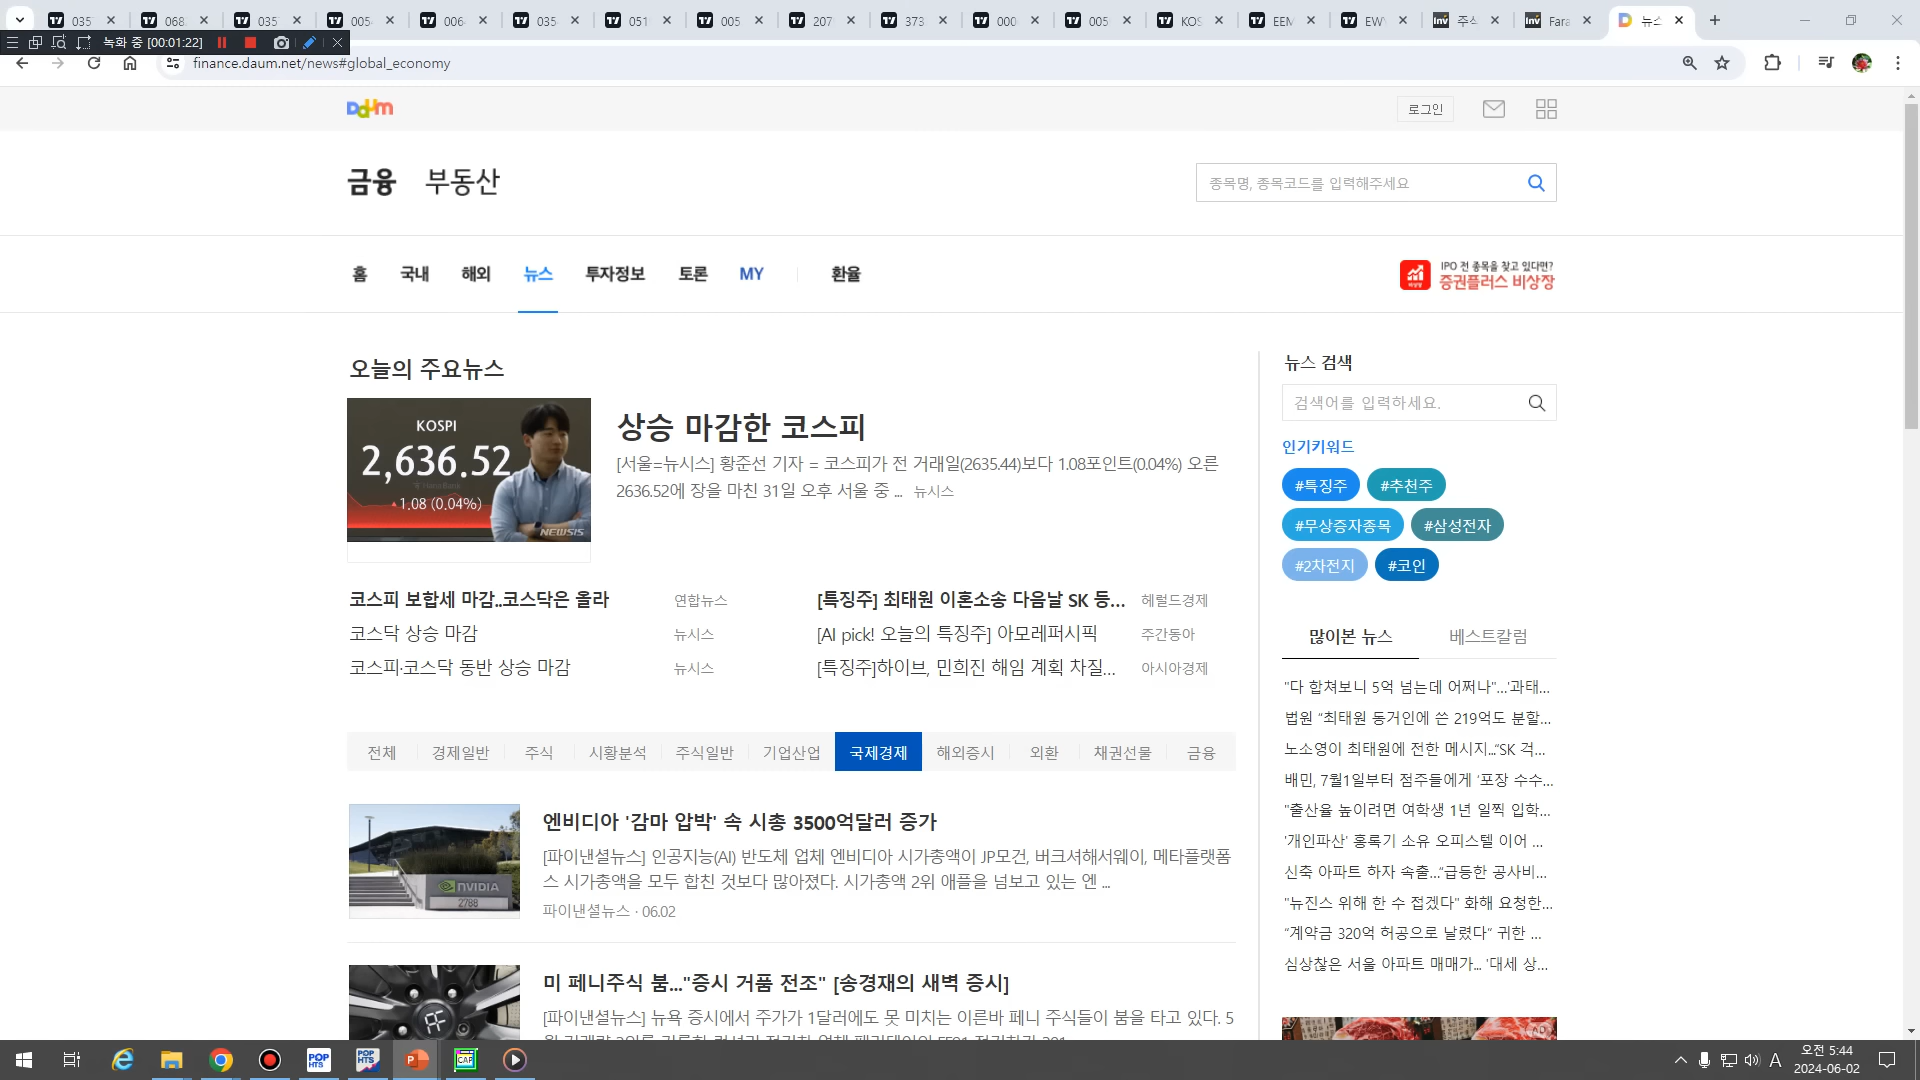 035
068
035
005
006
035
051
005
207
373
000
005
KOS
EEM
EWY
주식
Fara
뉴스
녹화 중 [00:01:22]
finance.daum.net/news#global_economy
Daum
로그인
금융 부동산
종목명, 종목코드를 입력해주세요
홈 국내 해외 뉴스 투자정보 토론 MY 환율
IPO 전 종목을 찾고 있다면?
증권플러스 비상장
오늘의 주요뉴스
KOSPI
2,636.52
▲1.08 (0.04%)
NEWSIS
상승 마감한 코스피
[서울=뉴시스] 황준선 기자 = 코스피가 전 거래일(2635.44)보다 1.08포인트(0.04%) 오른
2636.52에 장을 마친 31일 오후 서울 중 ... 뉴시스
코스피 보합세 마감..코스닥은 올라 연합뉴스
코스닥 상승 마감 뉴시스
코스피·코스닥 동반 상승 마감 뉴시스
[특징주] 최태원 이혼소송 다음날 SK 등... 헤럴드경제
[AI pick! 오늘의 특징주] 아모레퍼시픽 주간동아
[특징주]하이브, 민희진 해임 계획 차질... 아시아경제
전체 경제일반 주식 시황분석 주식일반 기업산업 국제경제 해외증시 외환 채권선물 금융
NVIDIA
2788
엔비디아 '감마 압박' 속 시총 3500억달러 증가
[파이낸셜뉴스] 인공지능(AI) 반도체 업체 엔비디아 시가총액이 JP모건, 버크셔해서웨이, 메타플랫폼
스 시가총액을 모두 합친 것보다 많아졌다. 시가총액 2위 애플을 넘보고 있는 엔 ...
파이낸셜뉴스 · 06.02
미 페니주식 붐..."증시 거품 전조" [송경재의 새벽 증시]
[파이낸셜뉴스] 뉴욕 증시에서 주가가 1달러에도 못 미치는 이른바 페니 주식들이 붐을 타고 있다. 5
뉴스 검색
검색어를 입력하세요.
인기키워드
#특징주 #추천주
#무상증자종목 #삼성전자
#2차전지 #코인
많이본 뉴스 베스트칼럼
"다 합쳐보니 5억 넘는데 어쩌나"...'과태...
법원 “최태원 동거인에 쓴 219억도 분할...
노소영이 최태원에 전한 메시지...“SK 걱...
배민, 7월1일부터 점주들에게 ‘포장 수수...
"출산율 높이려면 여학생 1년 일찍 입학...
'개인파산' 홍록기 소유 오피스텔 이어 ...
신축 아파트 하자 속출…“급등한 공사비...
"뉴진스 위해 한 수 접겠다" 화해 요청한...
“계약금 320억 허공으로 날렸다” 귀한 ...
심상찮은 서울 아파트 매매가... '대세 상...
AD
POP HTS
POP HTS
CAP
A
오전 5:44
2024-06-02